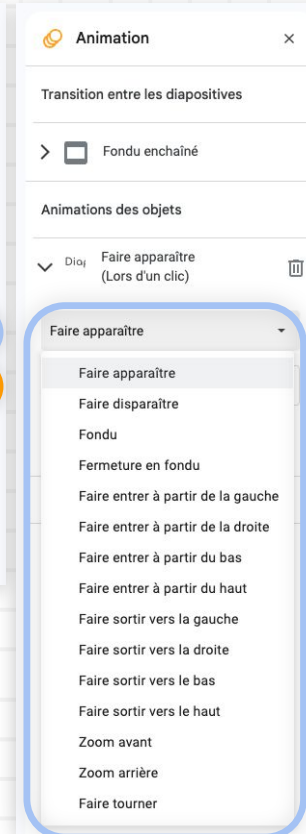 Animation
Transition entre les diapositives
Fondu enchaîné
Animations des objets
Diaį Faire apparaître
(Lors d'un clic)
Faire apparaître
Faire apparaître
Faire disparaître
Fondu
Fermeture en fondu
Faire entrer à partir de la gauche
Faire entrer à partir de la droite
Faire entrer à partir du bas
Faire entrer à partir du haut
Faire sortir vers la gauche
Faire sortir vers la droite
Faire sortir vers le bas
Faire sortir vers le haut
Zoom avant
Zoom arrière
Faire tourner